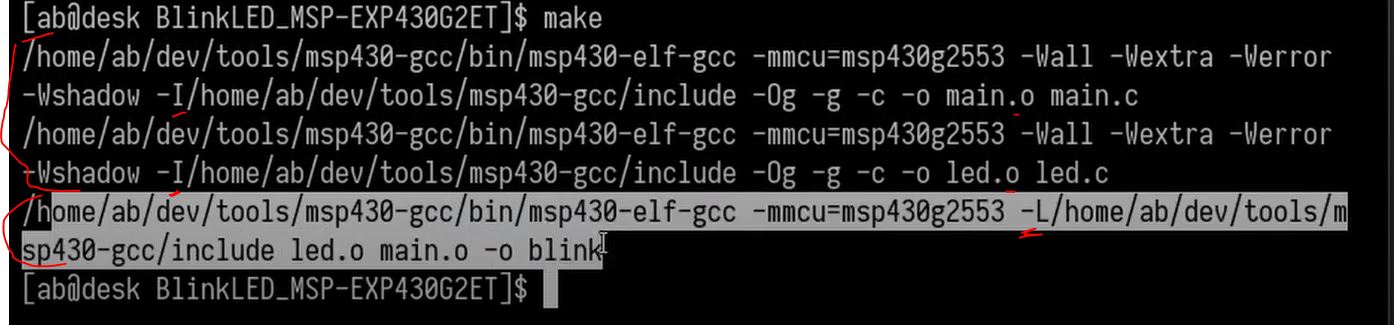 [ab@desk BlinkLED_MSP-EXP430G2ET]$ make
/home/ab/dev/tools/msp430-gcc/bin/msp430-elf-gcc -mmcu=msp430g2553 -Wall -Wextra -Werror
-Wshadow -I/home/ab/dev/tools/msp430-gcc/include -Og -g -c -o main.o main.c
/home/ab/dev/tools/msp430-gcc/bin/msp430-elf-gcc -mmcu=msp430g2553 -Wall -Wextra -Werror
-Wshadow -I/home/ab/dev/tools/msp430-gcc/include -Og -g -c -o led.o led.c
/home/ab/dev/tools/msp430-gcc/bin/msp430-elf-gcc -mmcu=msp430g2553 -L/home/ab/dev/tools/m
sp430-gcc/include led.o main.o -o blink
[ab@desk BlinkLED_MSP-EXP430G2ET]$